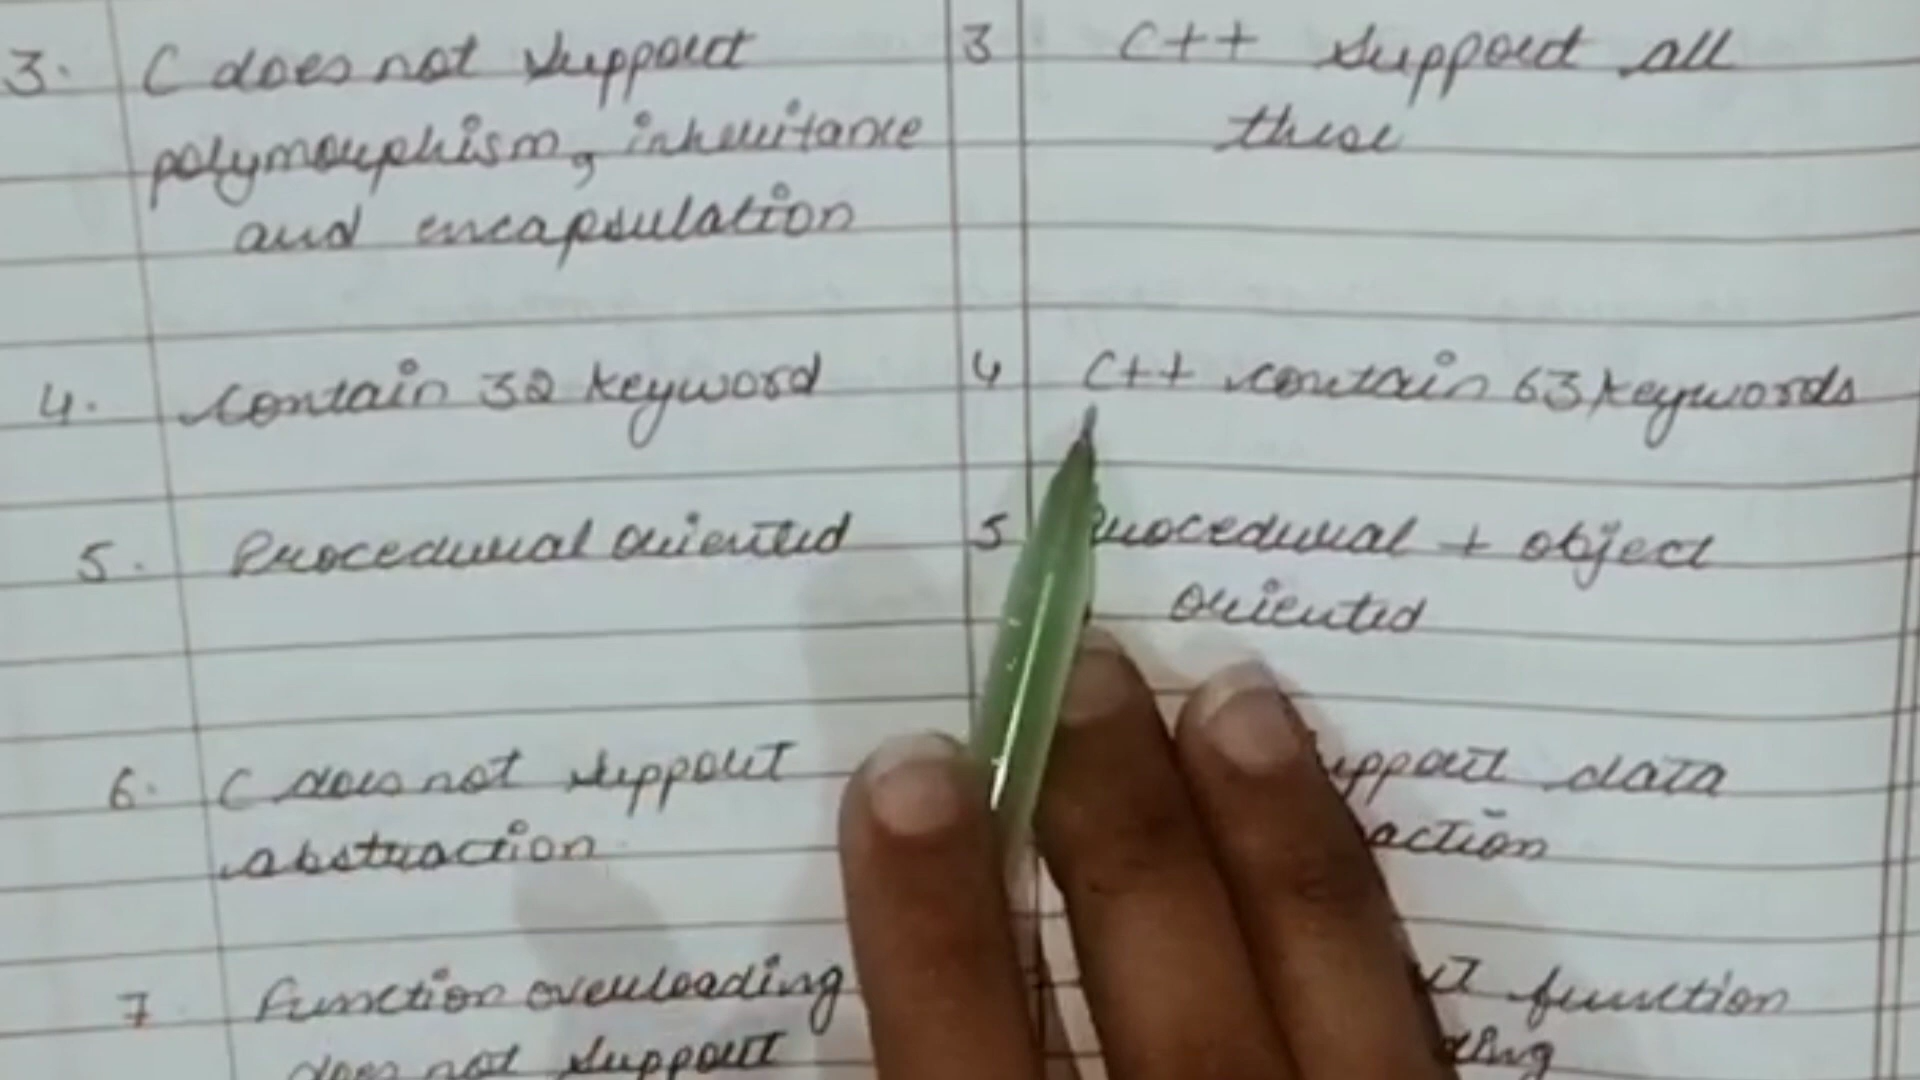 3. C does not support
polymorphism, inheritance
and encapsulation
3 C++ support all
these
4. contain 32 keyword
4 C++ contain 63 keywords
5. Procedural oriented
5 Procedural + object
oriented
6. C does not support
abstraction
data
7 function overloading
does not support
function